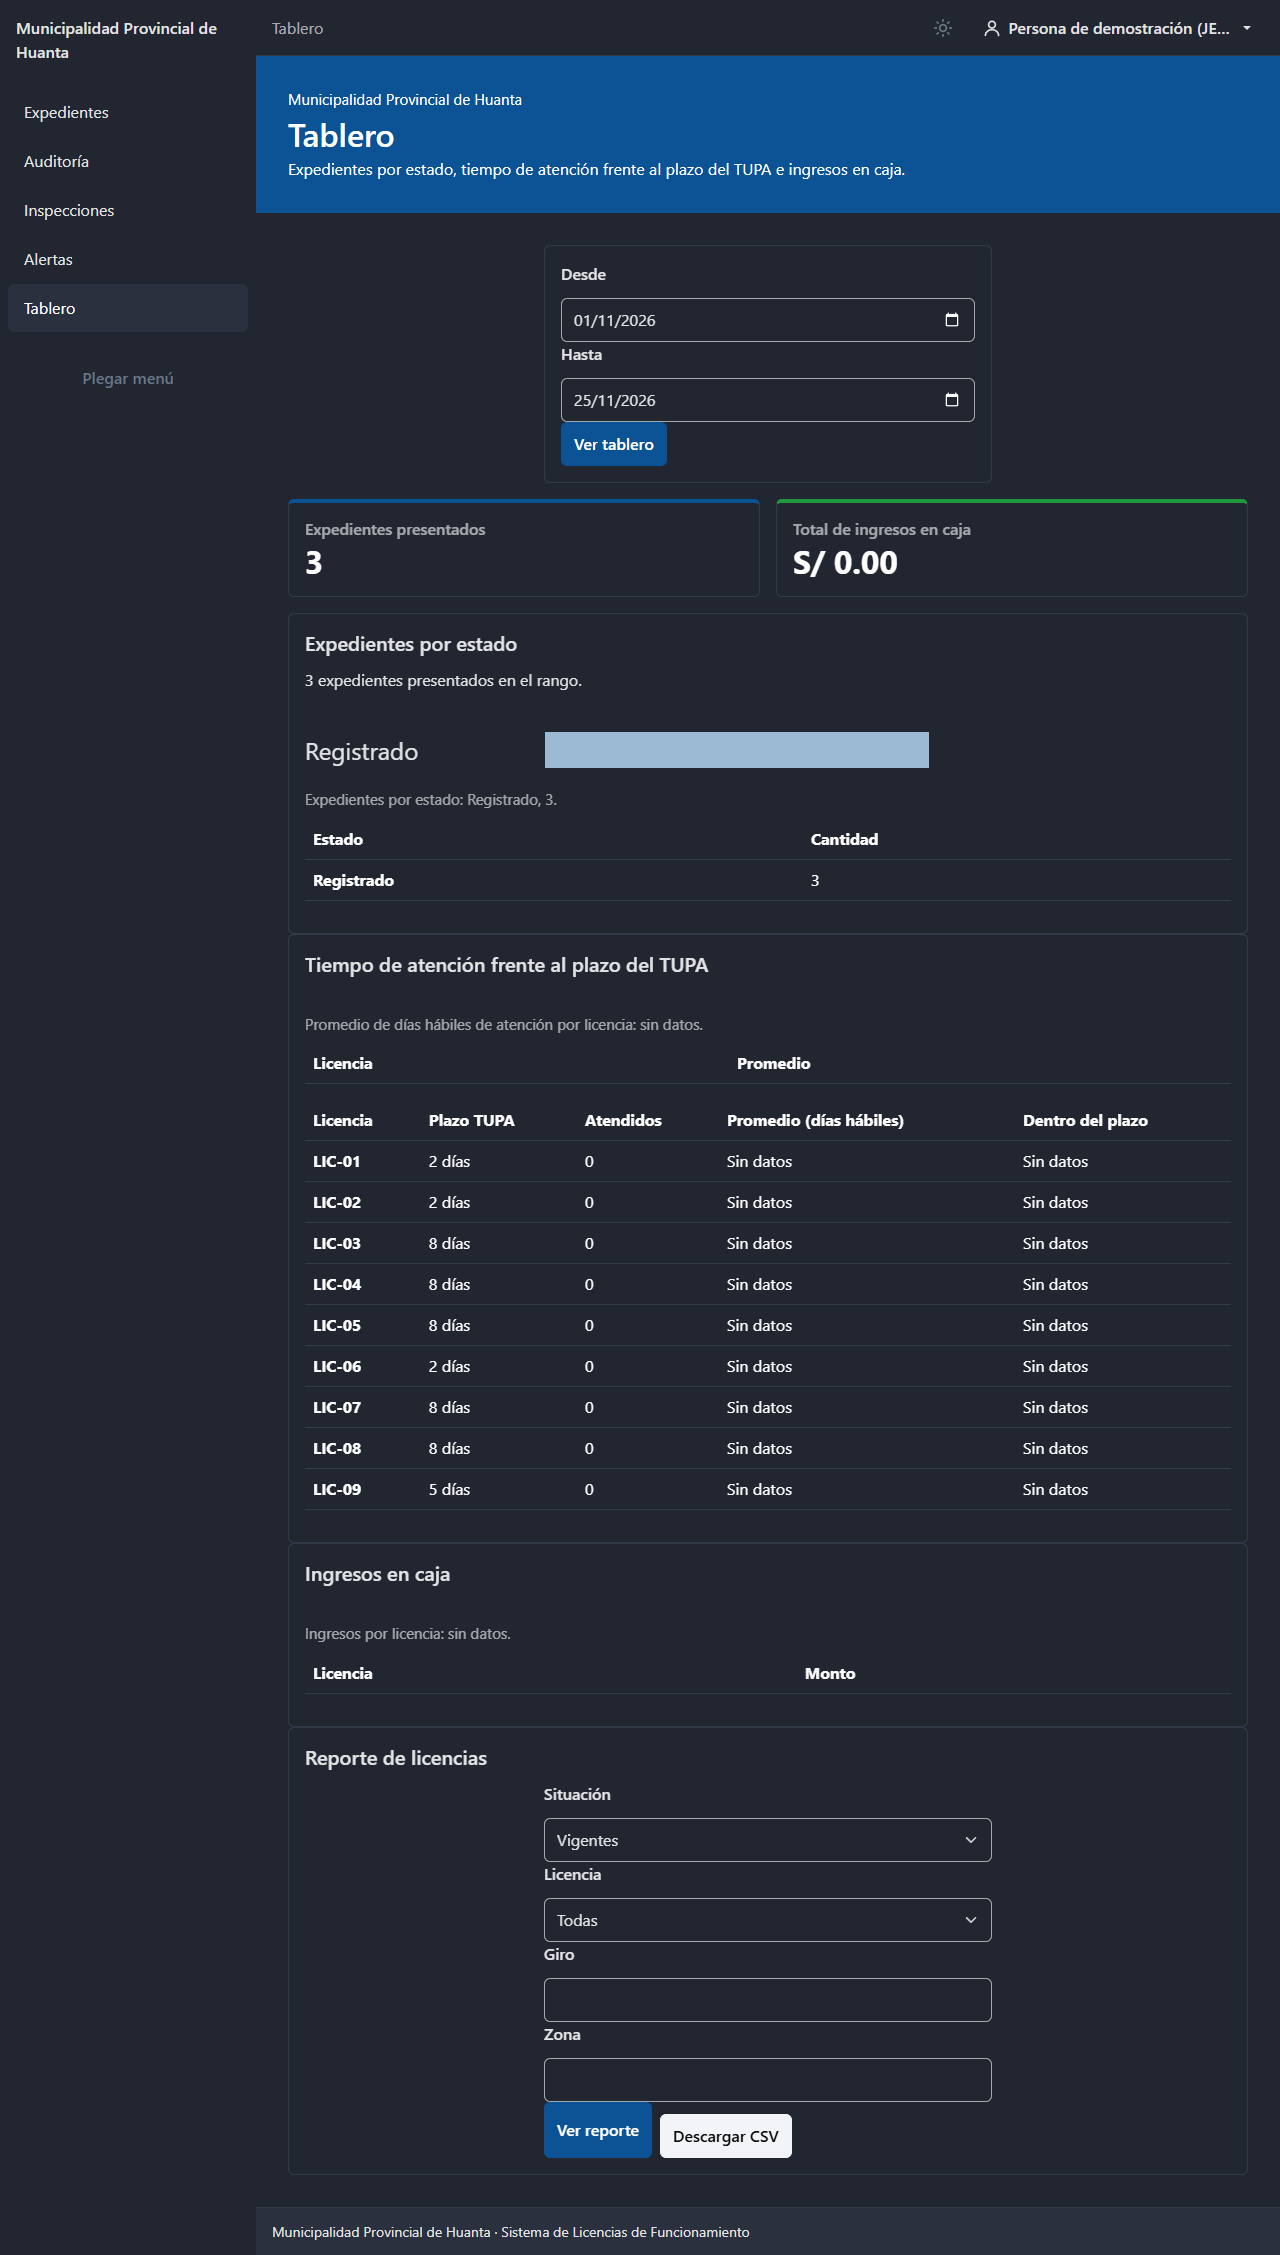 Municipalidad Provincial de
Huanta
Expedientes
Auditoría
Inspecciones
Alertas
Tablero
Plegar menú
Tablero
Persona de demostración (JE...
Municipalidad Provincial de Huanta
Tablero
Expedientes por estado, tiempo de atención frente al plazo del TUPA e ingresos en caja.
Desde
01/11/2026
Hasta
25/11/2026
Ver tablero
Expedientes presentados
3
Total de ingresos en caja
S/ 0.00
Expedientes por estado
3 expedientes presentados en el rango.
Registrado
Expedientes por estado: Registrado, 3.
Estado Cantidad
Registrado 3
Tiempo de atención frente al plazo del TUPA
Promedio de días hábiles de atención por licencia: sin datos.
Licencia Promedio
Licencia Plazo TUPA Atendidos Promedio (días hábiles) Dentro del plazo
LIC-01 2 días 0 Sin datos Sin datos
LIC-02 2 días 0 Sin datos Sin datos
LIC-03 8 días 0 Sin datos Sin datos
LIC-04 8 días 0 Sin datos Sin datos
LIC-05 8 días 0 Sin datos Sin datos
LIC-06 2 días 0 Sin datos Sin datos
LIC-07 8 días 0 Sin datos Sin datos
LIC-08 8 días 0 Sin datos Sin datos
LIC-09 5 días 0 Sin datos Sin datos
Ingresos en caja
Ingresos por licencia: sin datos.
Licencia Monto
Reporte de licencias
Situación
Vigentes
Licencia
Todas
Giro
Zona
Ver reporte Descargar CSV
Municipalidad Provincial de Huanta · Sistema de Licencias de Funcionamiento